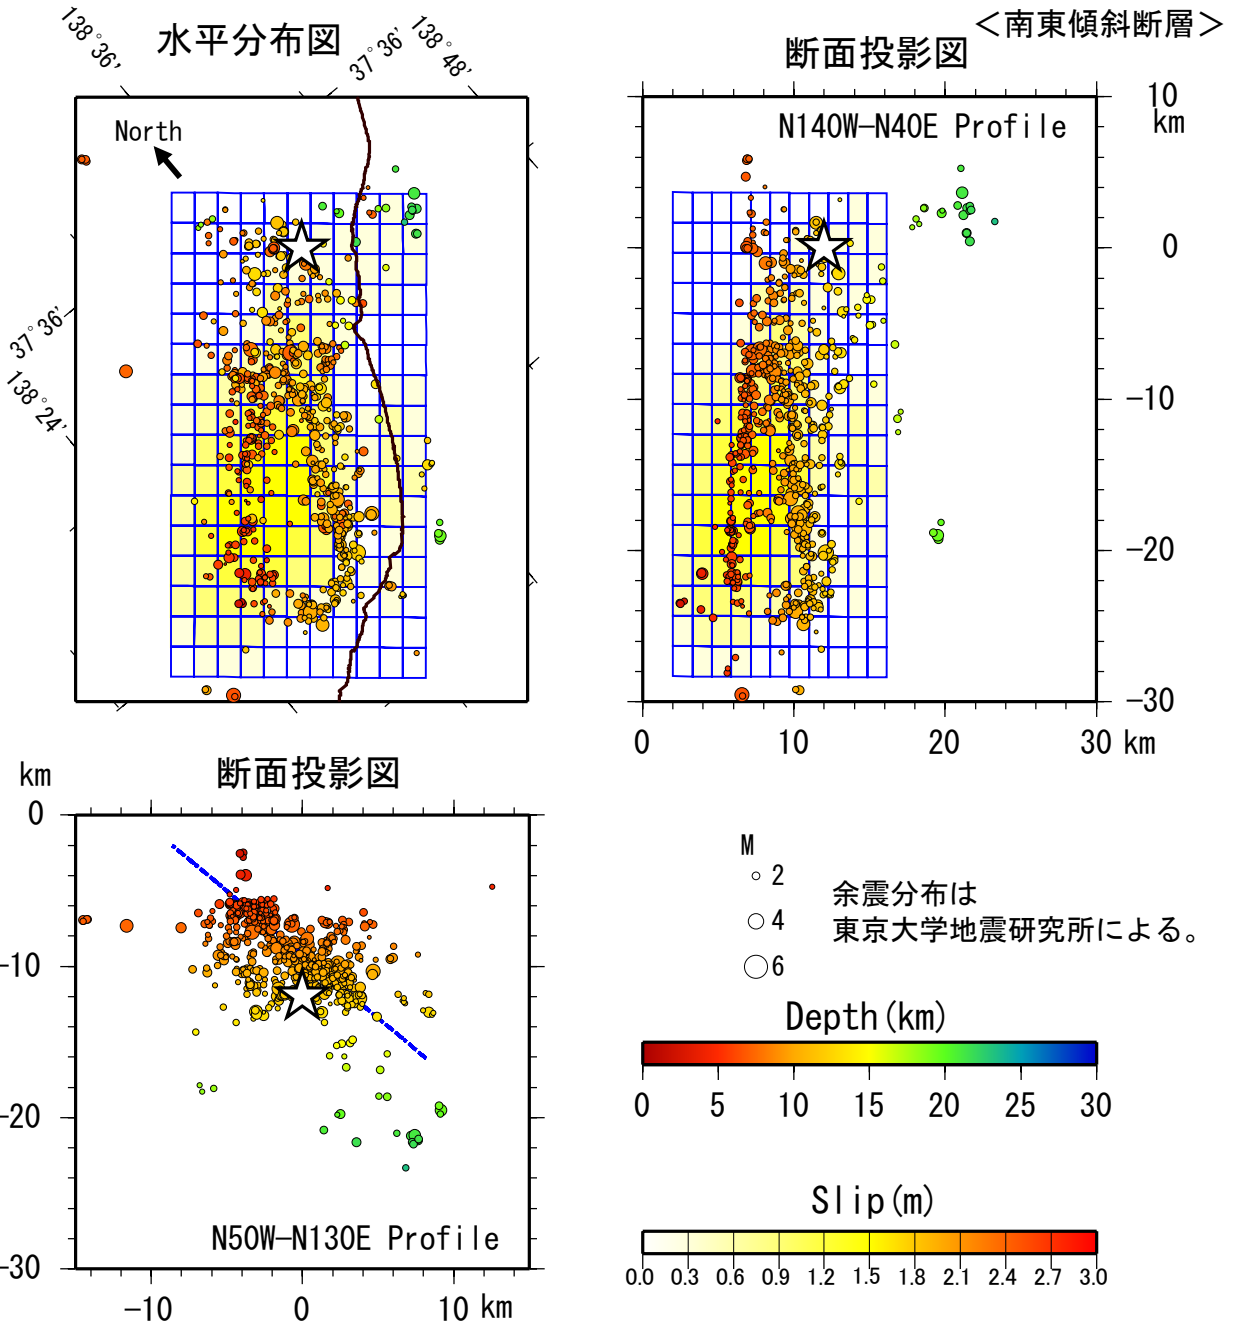 ＜南東傾斜断層＞
水平分布図
138°36'
37°36'
138°48'
North
37°36'
138°24'
断面投影図
N140W−N40E Profile
10
km
0
−10
−20
−30
0
10
20
30 km
断面投影図
km
0
−10
−20
−30
N50W−N130E Profile
−10
0
10 km
M
2
4
6
余震分布は
東京大学地震研究所による。
Depth(km)
0 5 10 15 20 25 30
Slip(m)
0.0 0.3 0.6 0.9 1.2 1.5 1.8 2.1 2.4 2.7 3.0